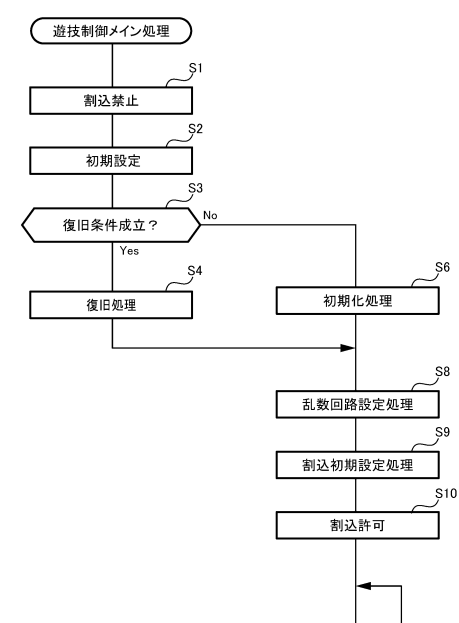 遊技制御メイン処理
S1
割込禁止
S2
初期設定
S3
復旧条件成立？
No
Yes
S4
復旧処理
S6
初期化処理
S8
乱数回路設定処理
S9
割込初期設定処理
S10
割込許可